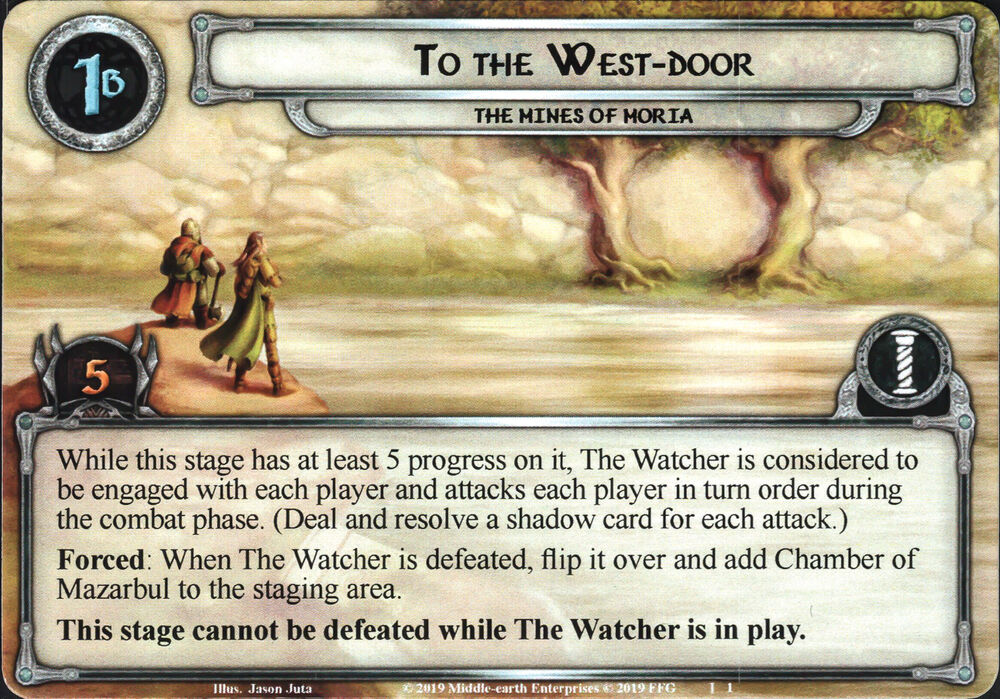 1B
To the West-door
The Mines of Moria
5
While this stage has at least 5 progress on it, The Watcher is considered to
be engaged with each player and attacks each player in turn order during
the combat phase. (Deal and resolve a shadow card for each attack.)
Forced: When The Watcher is defeated, flip it over and add Chamber of
Mazarbul to the staging area.
This stage cannot be defeated while The Watcher is in play.
Illus. Jason Juta © 2019 Middle-earth Enterprises © 2019 FFG 1